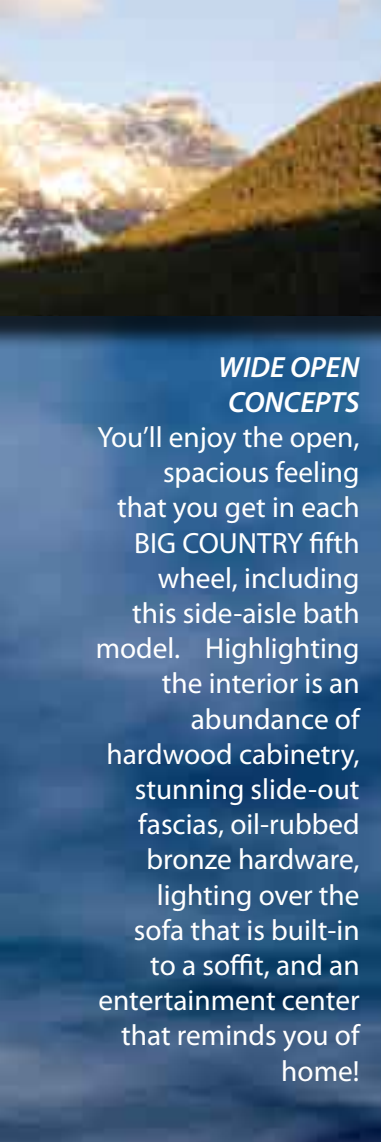 WIDE OPEN
CONCEPTS
You’ll enjoy the open,
spacious feeling
that you get in each
BIG COUNTRY fifth
wheel, including
this side-aisle bath
model. Highlighting
the interior is an
abundance of
hardwood cabinetry,
stunning slide-out
fascias, oil-rubbed
bronze hardware,
lighting over the
sofa that is built-in
to a soffit, and an
entertainment center
that reminds you of
home!